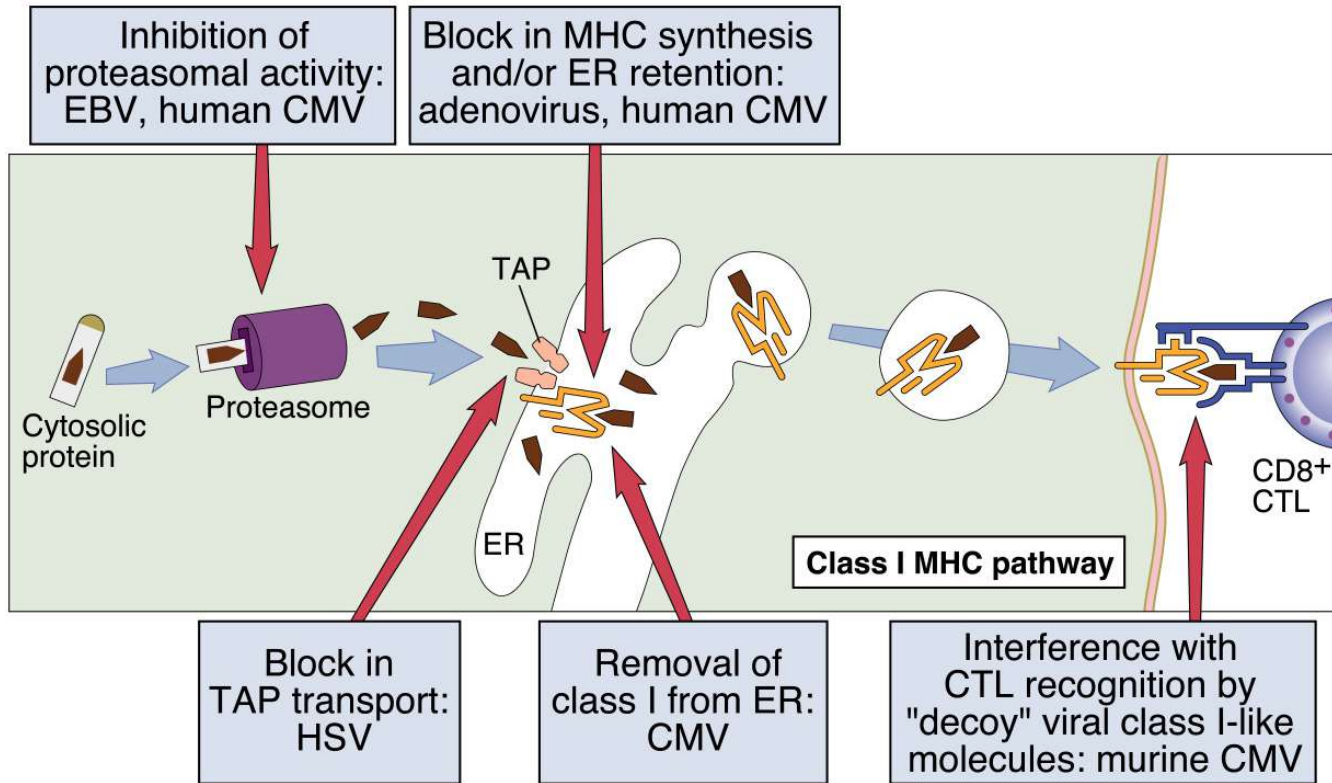 Inhibition of
proteasomal activity:
EBV, human CMV
Block in MHC synthesis
and/or ER retention:
adenovirus, human CMV
TAP
Cytosolic
protein
Proteasome
ER
CD8+
CTL
Class I MHC pathway
Block in
TAP transport:
HSV
Removal of
class I from ER:
CMV
Interference with
CTL recognition by
"decoy" viral class I-like
molecules: murine CMV